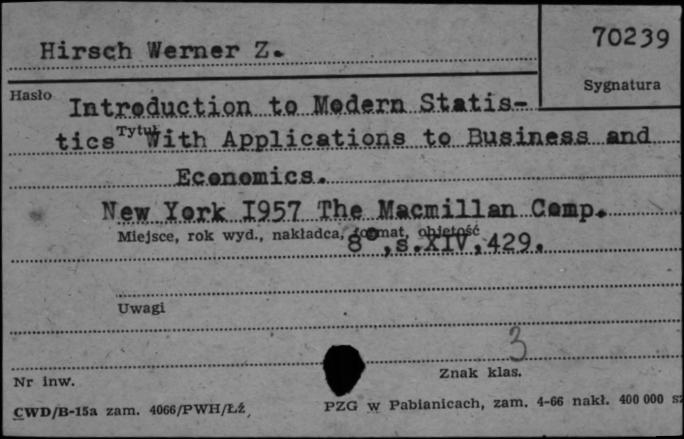 Hirsch Werner Z.
70239
Sygnatura
Hasło
Introduction to Modern Statis-
Tytuł
tics With Applications to Business and
Economics.
New York I957 The Macmillan Comp.
Miejsce, rok wyd., nakładca, format, objętość
8°,s.XIV,429.
Uwagi
3
Nr inw.
Znak klas.
CWD/B-15a zam. 4066/PWH/Łź
PZG w Pabianicach, zam. 4-66 nakł. 400 000 sz